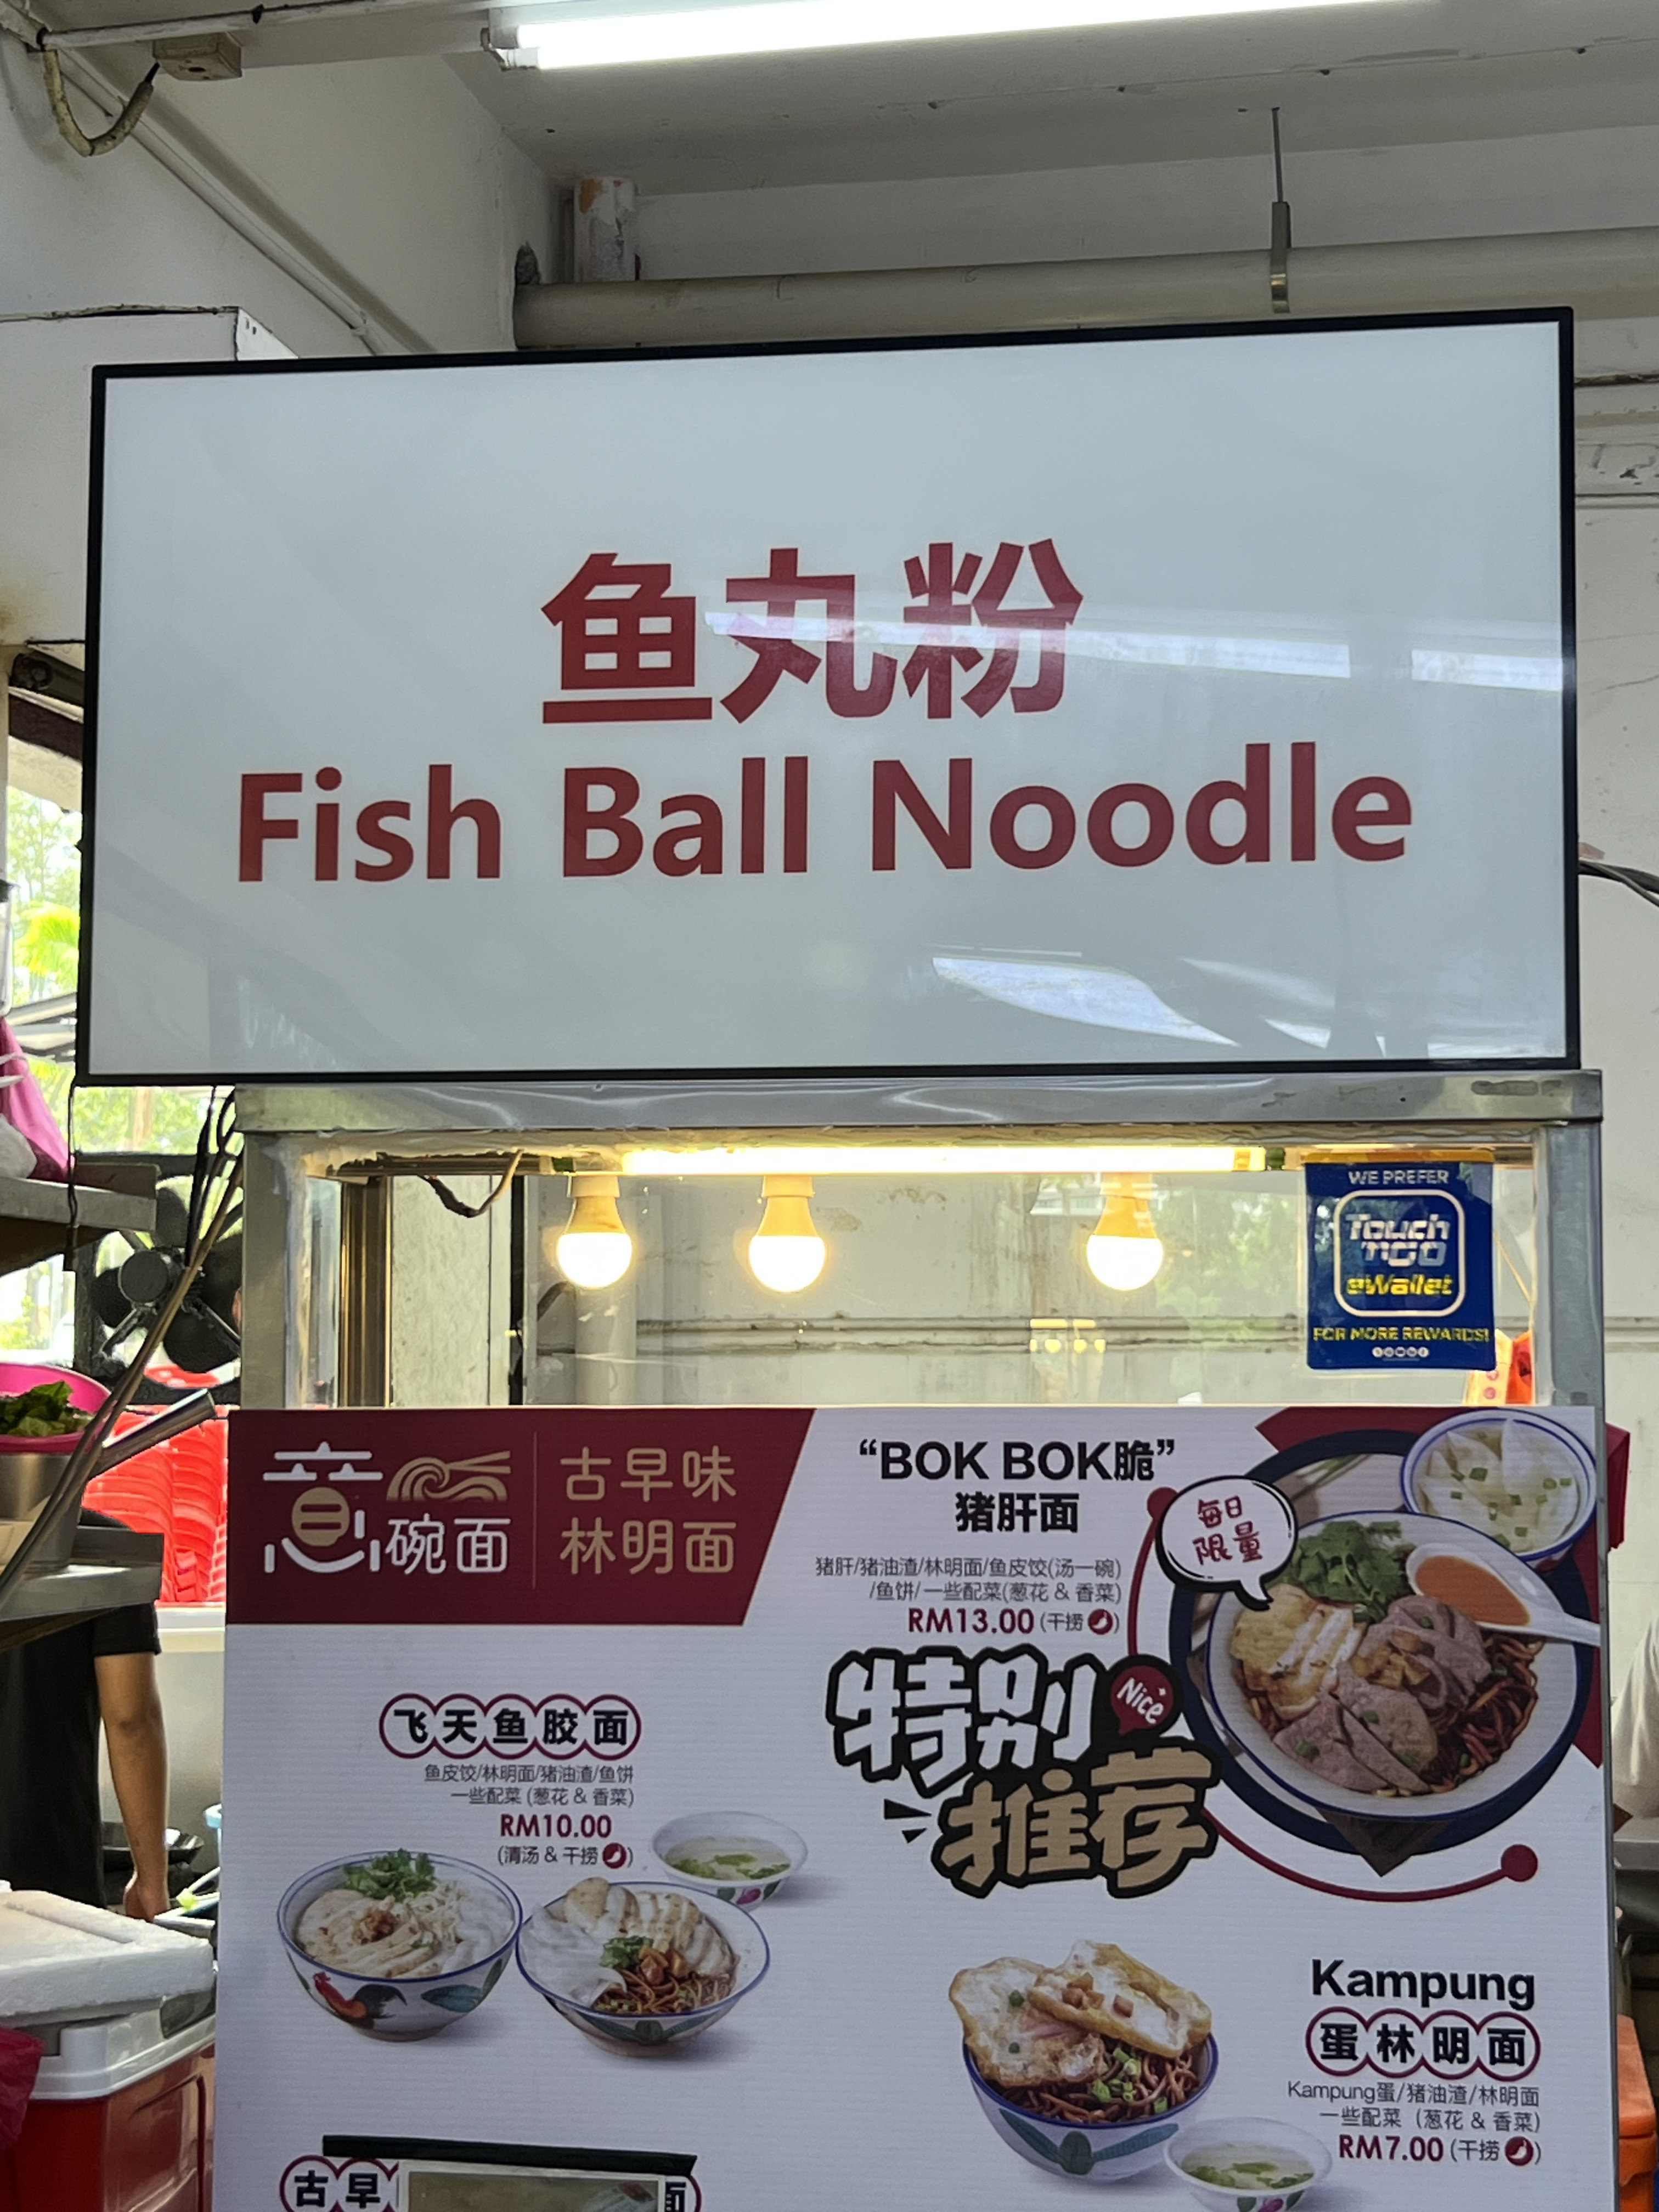 鱼丸粉
Fish Ball Noodle
WE PREFER
Touch
'n GO
eWallet
FOR MORE REWARDS!
意碗面
古早味
林明面
“BOK BOK脆”
猪肝面
每日
限量
猪肝/猪油渣/林明面/鱼皮饺(汤一碗)
/鱼饼/一些配菜(葱花 & 香菜)
RM13.00 (干捞)
特别
Nice
推荐
飞天鱼胶面
鱼皮饺/林明面/猪油渣/鱼饼
一些配菜 (葱花 & 香菜)
RM10.00
(清汤 & 干捞)
Kampung
蛋林明面
Kampung蛋/猪油渣/林明面
一些配菜 (葱花 & 香菜)
RM7.00 (干捞)
古早
面